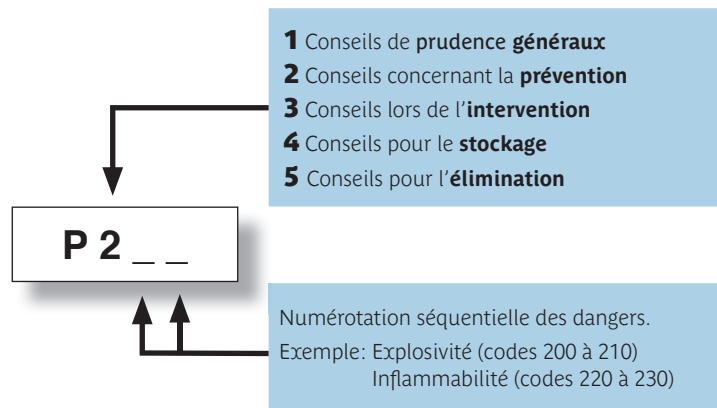 1 Conseils de prudence généraux
2 Conseils concernant la prévention
3 Conseils lors de l'intervention
4 Conseils pour le stockage
5 Conseils pour l'élimination
P 2 _ _
Numérotation séquentielle des dangers.
Exemple: Explosivité (codes 200 à 210)
Inflammabilité (codes 220 à 230)